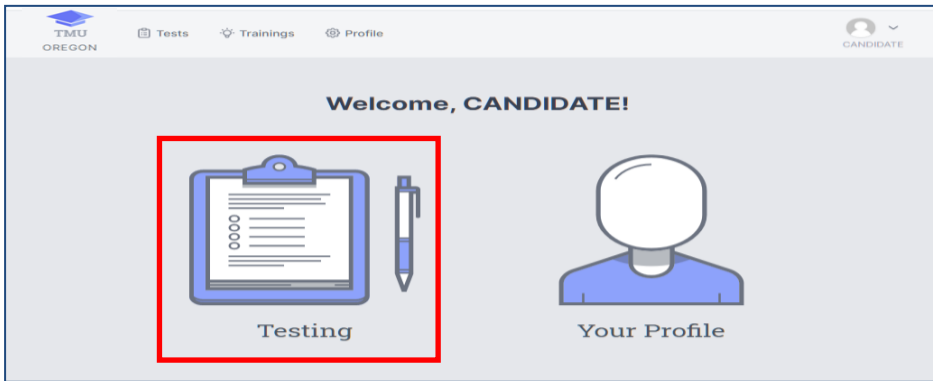 TMU
OREGON
Tests
Trainings
Profile
CANDIDATE
Welcome, CANDIDATE!
Testing
Your Profile